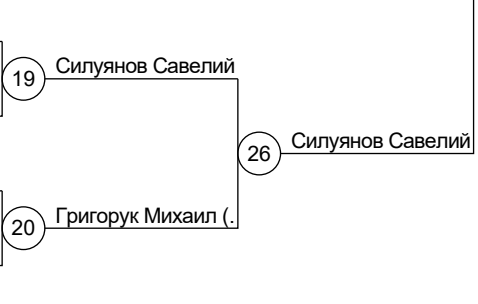 19 Силуянов Савелий
26 Силуянов Савелий
20 Григорук Михаил (.